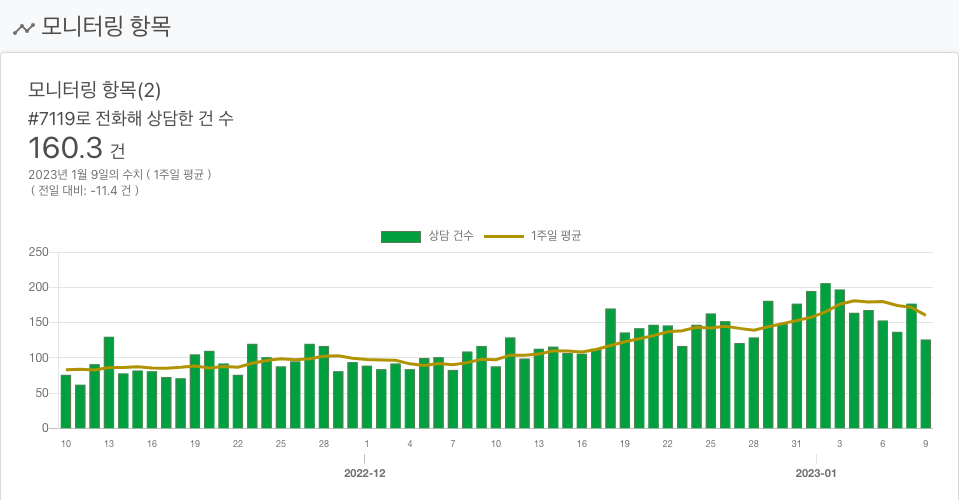 모니터링 항목
모니터링 항목(2)
#7119로 전화해 상담한 건 수
160.3 건
2023년 1월 9일의 수치 ( 1주일 평균 )
( 전일 대비: -11.4 건 )
상담 건수 1주일 평균
250
200
150
100
50
0
10 13 16 19 22 25 28 1 4 7 10 13 16 19 22 25 28 31 3 6 9
2022-12 2023-01